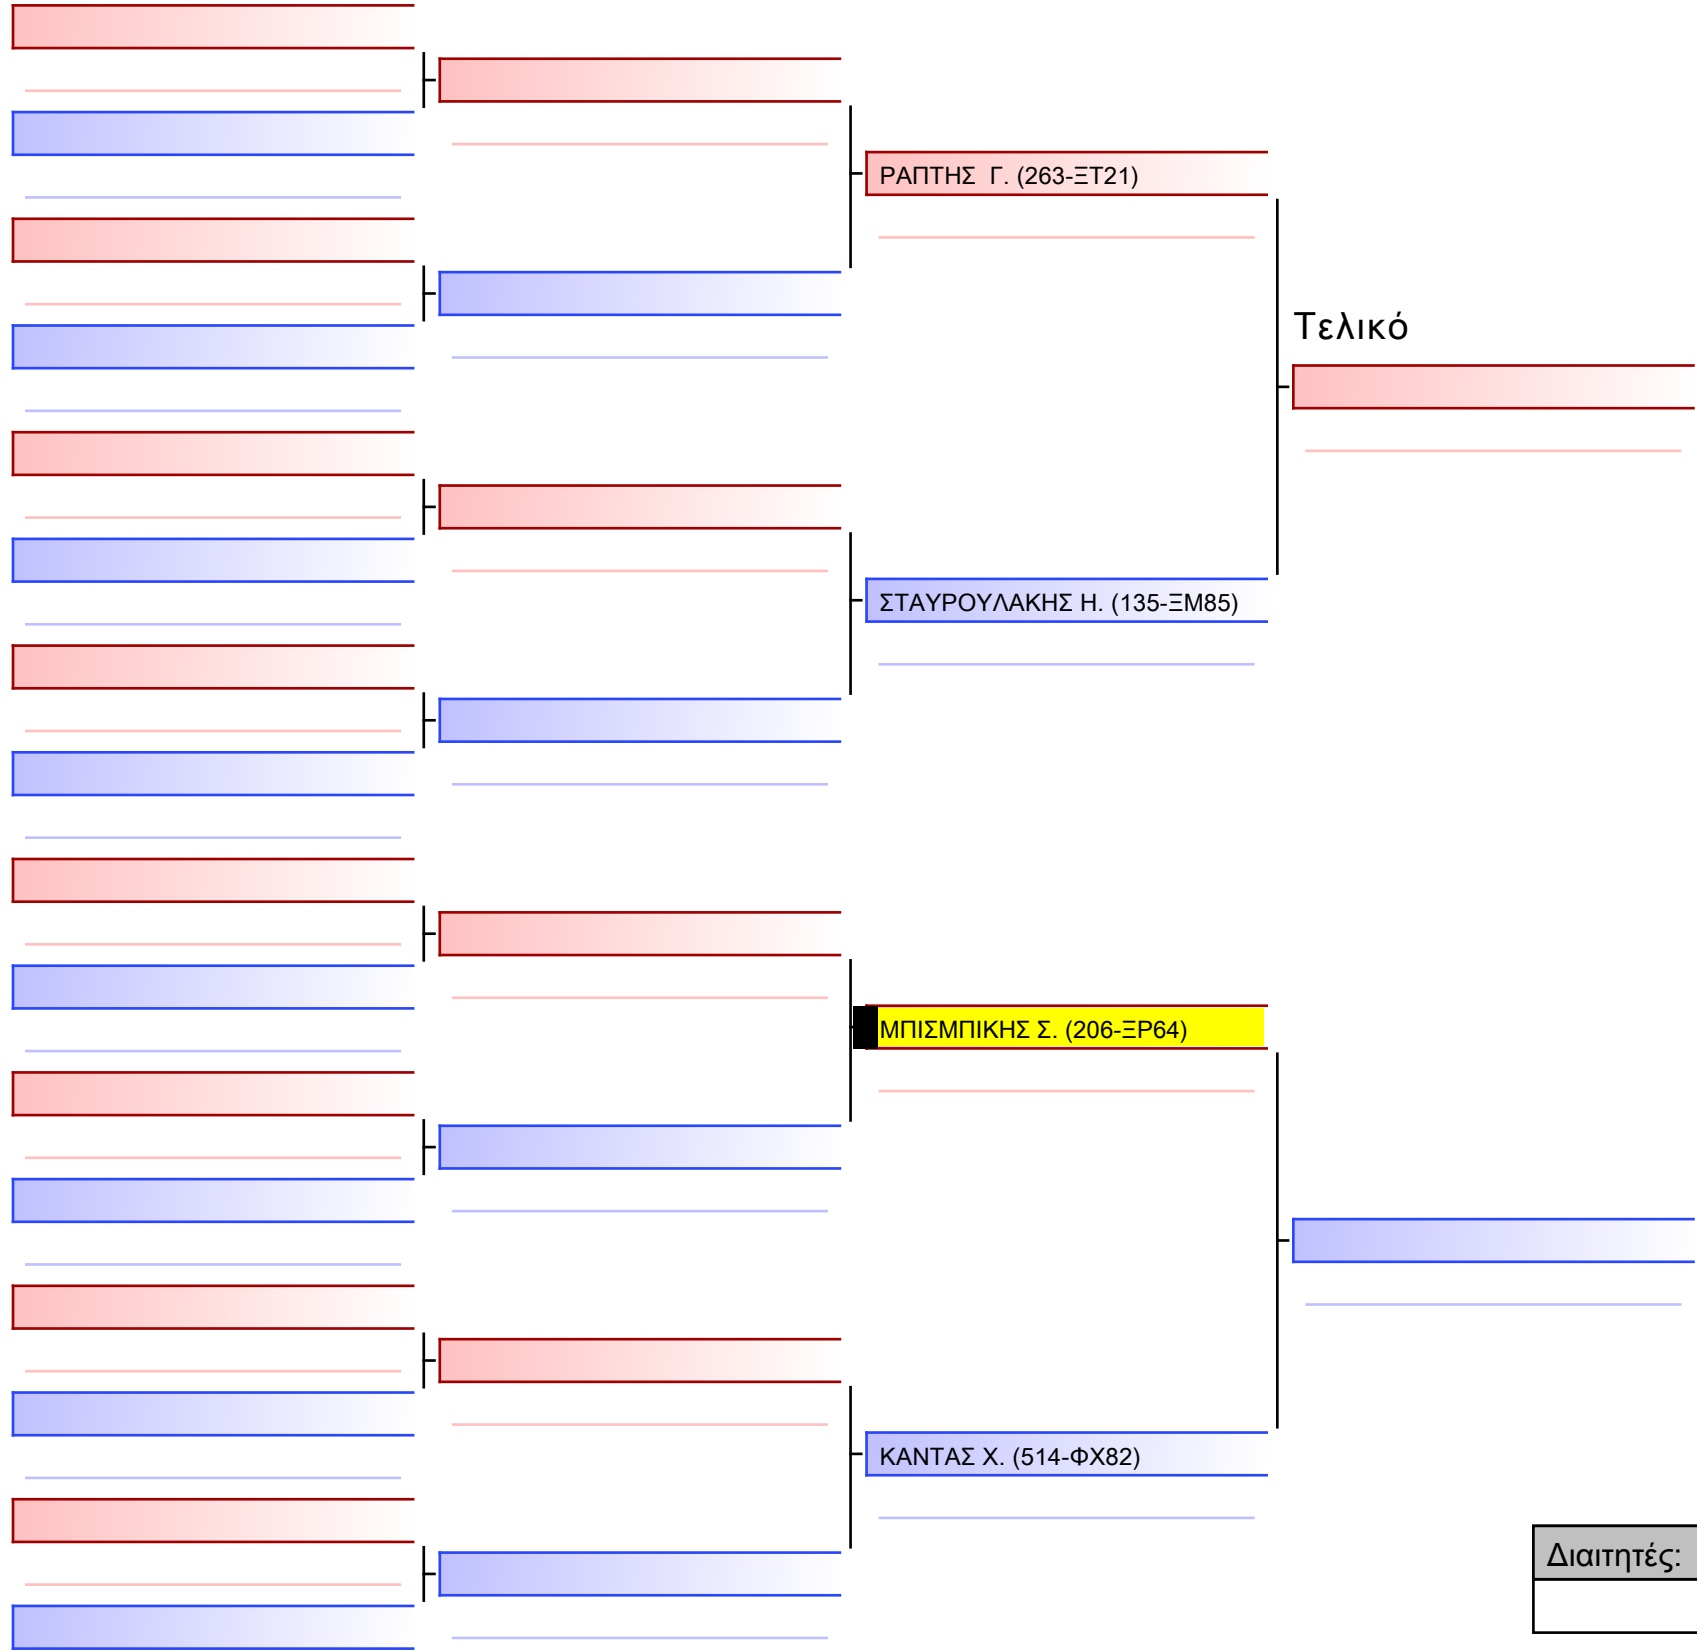 ΡΑΠΤΗΣ  Γ. (263-ΞΤ21)
Τελικό
ΣΤΑΥΡΟΥΛΑΚΗΣ Η. (135-ΞΜ85)
ΜΠΙΣΜΠΙΚΗΣ Σ. (206-ΞΡ64)
ΚΑΝΤΑΣ Χ. (514-ΦΧ82)
Διαιτητές: